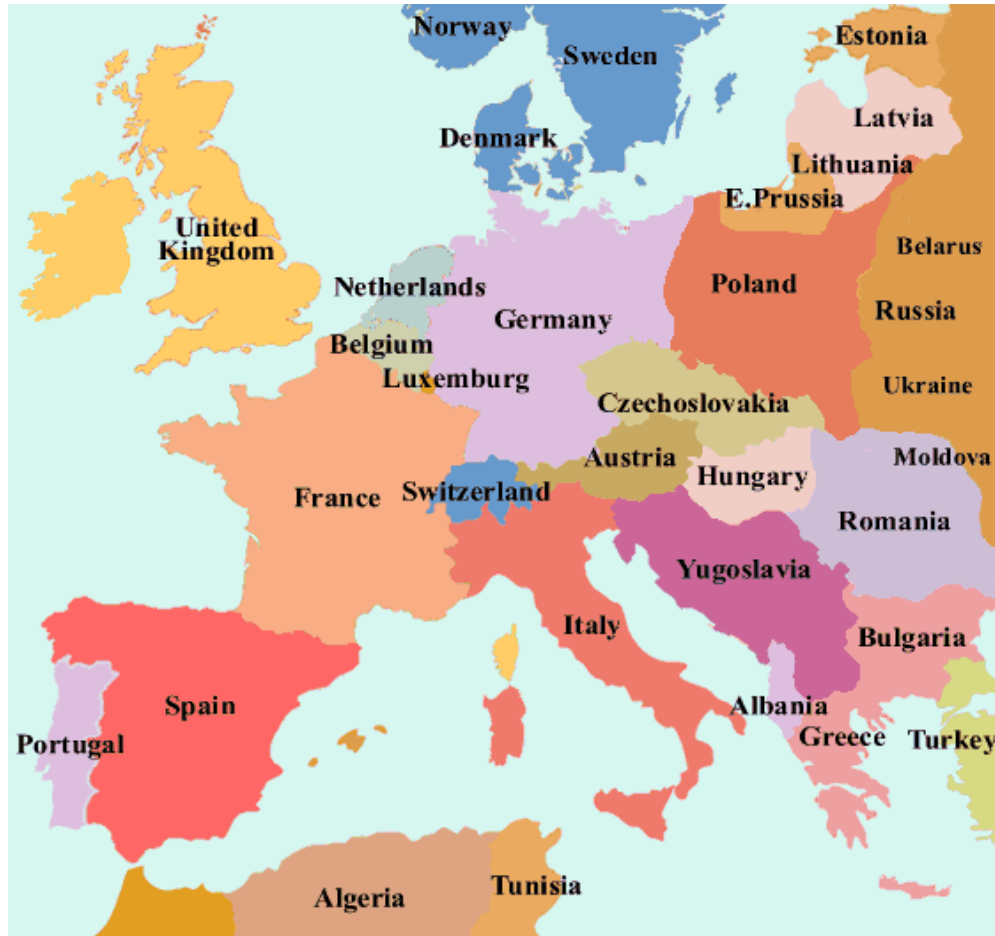 Norway
Sweden
Estonia
Latvia
Denmark
Lithuania
E.Prussia
United
Kingdom
Belarus
Netherlands
Poland
Germany
Russia
Belgium
Luxemburg
Ukraine
Czechoslovakia
Austria
Moldova
Hungary
France
Switzerland
Romania
Yugoslavia
Italy
Bulgaria
Spain
Albania
Portugal
Greece
Turkey
Algeria
Tunisia